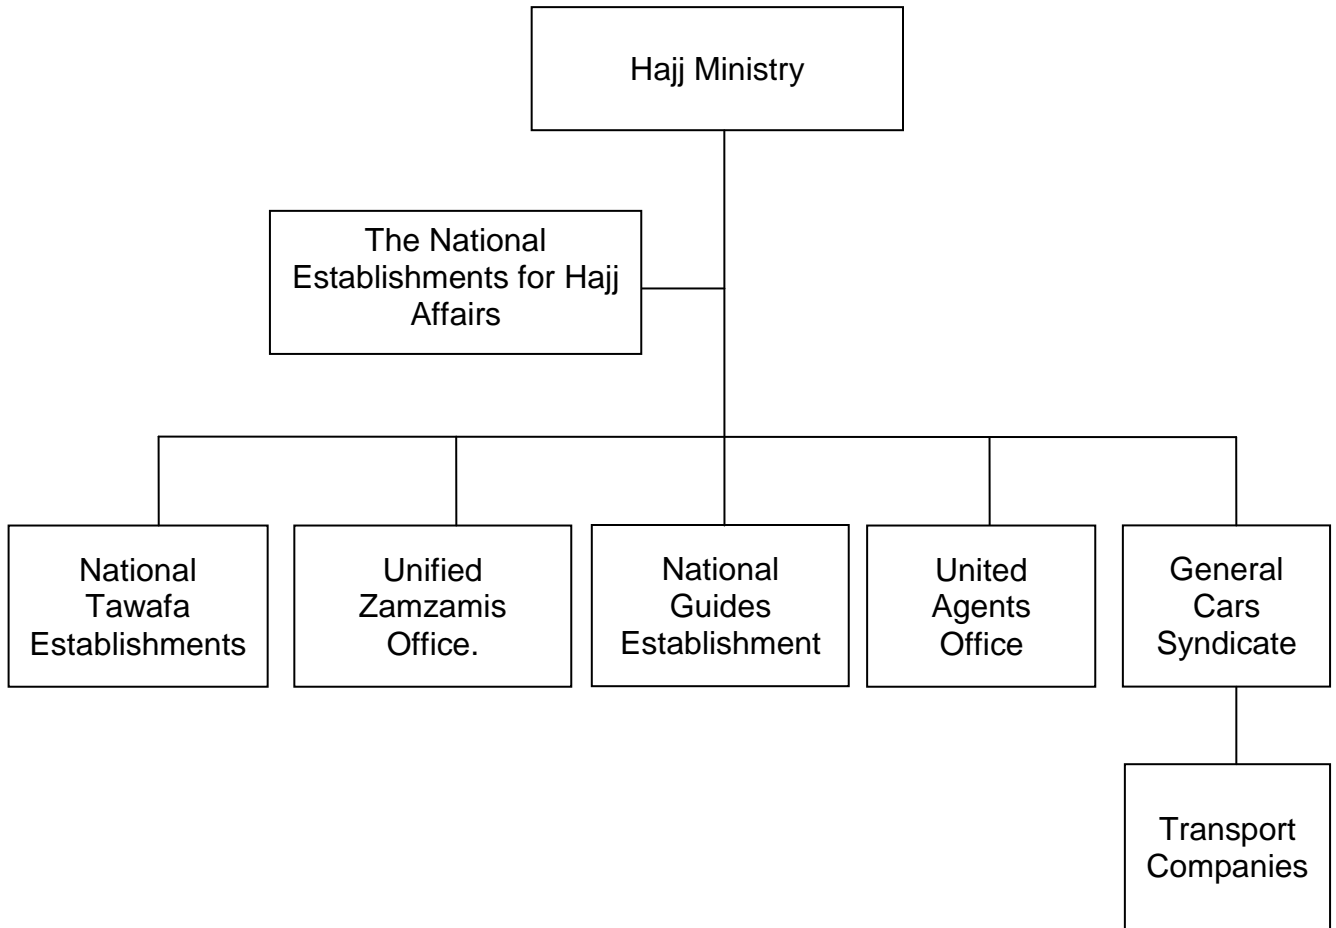 Hajj Ministry
The National
Establishments for Hajj
Affairs
National
Tawafa
Establishments
Unified
Zamzamis
Office.
National
Guides
Establishment
United
Agents
Office
General
Cars
Syndicate
Transport
Companies